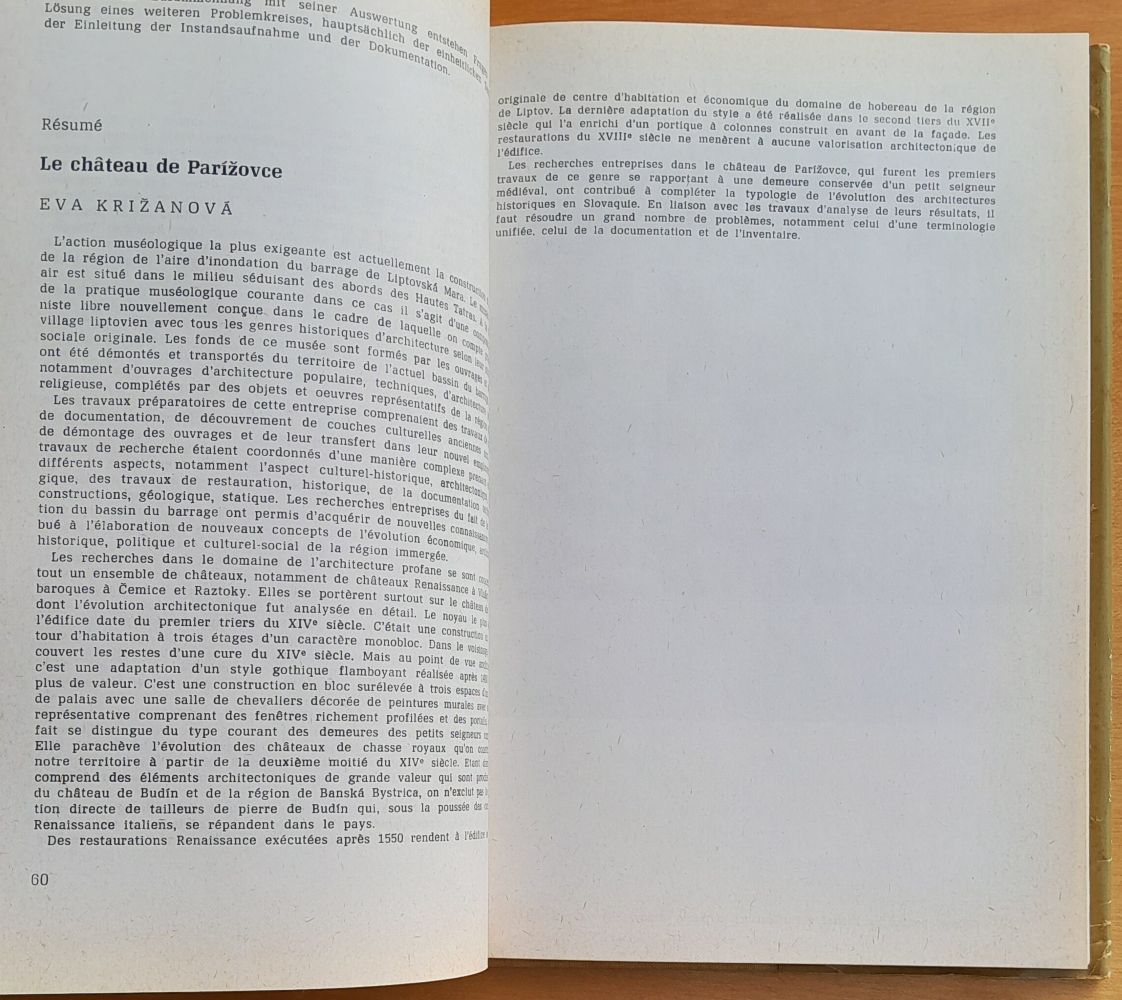 mit seiner Auswertung entstehen
Lösung eines weiteren Problemkreises, hauptsächlich der einheitlichen
der Einleitung der Instandsaufnahme und der Dokumentation.
Résumé
Le château de Parížovce
EVA KRIŽANOVÁ
L'action muséologique la plus exigeante est actuellement la construction
de la région de l'aire d'inondation du barrage de Liptovská Mara. Le
air est situé dans le milieu séduisant des abords des Hautes Tatras. A
de la pratique muséologique courante dans ce cas il s'agit d'une
niste libre nouvellement conçue dans le cadre de laquelle on compte
village liptovien avec tous les genres historiques d'architecture selon leur
sociale originale. Les fonds de ce musée sont formés par les ouvrages
ont été démontés et transportés du territoire de l'actuel bassin du
notamment d'ouvrages d'architecture populaire, techniques, d'architecture
religieuse, complétés par des objets et oeuvres représentatifs de la région.
Les travaux préparatoires de cette entreprise comprenaient des travaux
de documentation, de découvrement de couches culturelles anciennes
de démontage des ouvrages et de leur transfert dans leur nouvel
travaux de recherche étaient coordonnés d'une manière complexe
différents aspects, notamment l'aspect culturel-historique,
gique, des travaux de restauration, historique, de la documentation
constructions, géologique, statique. Les recherches entreprises du fait de
tion du bassin du barrage ont permis d'acquérir de nouvelles
bué à l'élaboration de nouveaux concepts de l'évolution économique,
historique, politique et culturel-social de la région immergée.
Les recherches dans le domaine de l'architecture profane se sont
tout un ensemble de châteaux, notamment de châteaux Renaissance à
baroques à Čemice et Raztoky. Elles se portèrent surtout sur le château
dont l'évolution architectonique fut analysée en détail. Le noyau le
l'édifice date du premier triers du XIVe siècle. C'était une construction
tour d'habitation à trois étages d'un caractère monobloc. Dans le voisinage
couvert les restes d'une cure du XIVe siècle. Mais au point de vue
c'est une adaptation d'un style gothique flamboyant réalisée après
plus de valeur. C'est une construction en bloc surélevée à trois espaces
de palais avec une salle de chevaliers décorée de peintures murales
représentative comprenant des fenêtres richement profilées et des
fait se distingue du type courant des demeures des petits seigneurs
Elle parachève l'évolution des châteaux de chasse royaux qu'on
notre territoire à partir de la deuxième moitié du XIVe siècle. Etant
comprend des éléments architectoniques de grande valeur qui sont
du château de Budín et de la région de Banská Bystrica, on n'exclut pas
tion directe de tailleurs de pierre de Budín qui, sous la poussée des
Renaissance italiens, se répandent dans le pays.
Des restaurations Renaissance exécutées après 1550 rendent à l'édifice
60
originale de centre d'habitation et économique du domaine de hobereau de la région
de Liptov. La dernière adaptation du style a été réalisée dans le second tiers du XVIIe
siècle qui l'a enrichi d'un portique à colonnes construit en avant de la façade. Les
restaurations du XVIIIe siècle ne menèrent à aucune valorisation architectonique de
l'édifice.
Les recherches entreprises dans le château de Parížovce, qui furent les premiers
travaux de ce genre se rapportant à une demeure conservée d'un petit seigneur
médiéval, ont contribué à compléter la typologie de l'évolution des architectures
historiques en Slovaquie. En liaison avec les travaux d'analyse de leurs résultats, il
faut résoudre un grand nombre de problèmes, notamment celui d'une terminologie
unifiée, celui de la documentation et de l'inventaire.